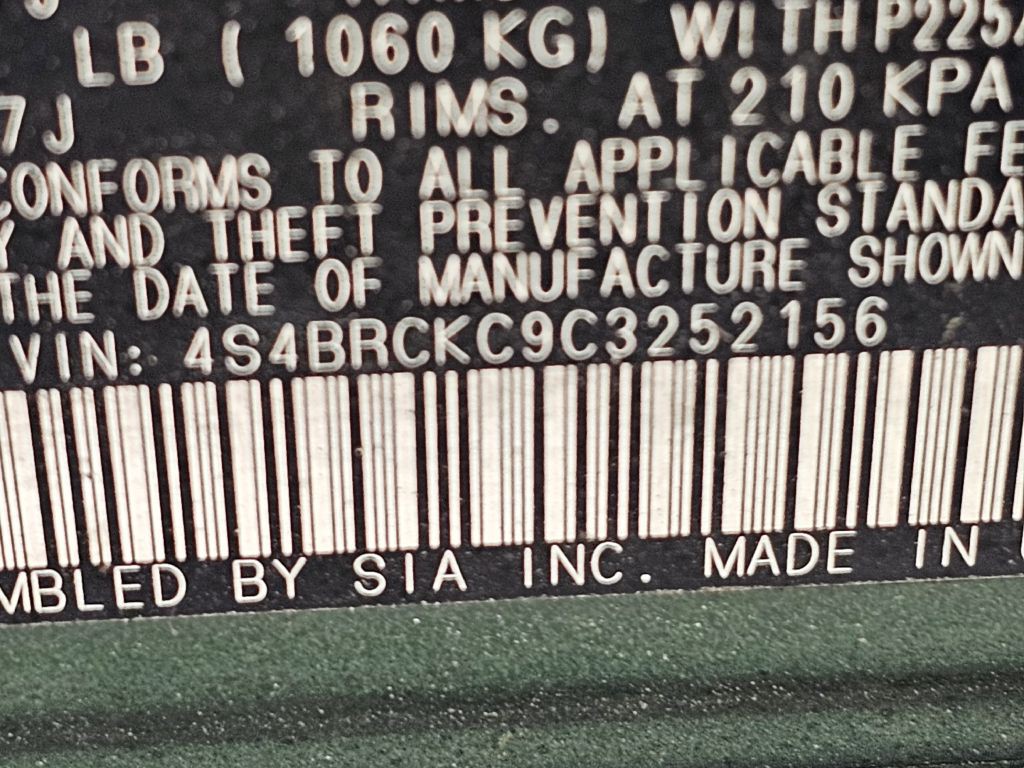 LB ( 1060 KG) WITH P225/
7J RIMS. AT 210 KPA
CONFORMS TO ALL APPLICABLE FE
Y AND THEFT PREVENTION STANDA
THE DATE OF MANUFACTURE SHOWN
VIN: 4S4BRCKC9C3252156
MBLED BY SIA INC. MADE IN